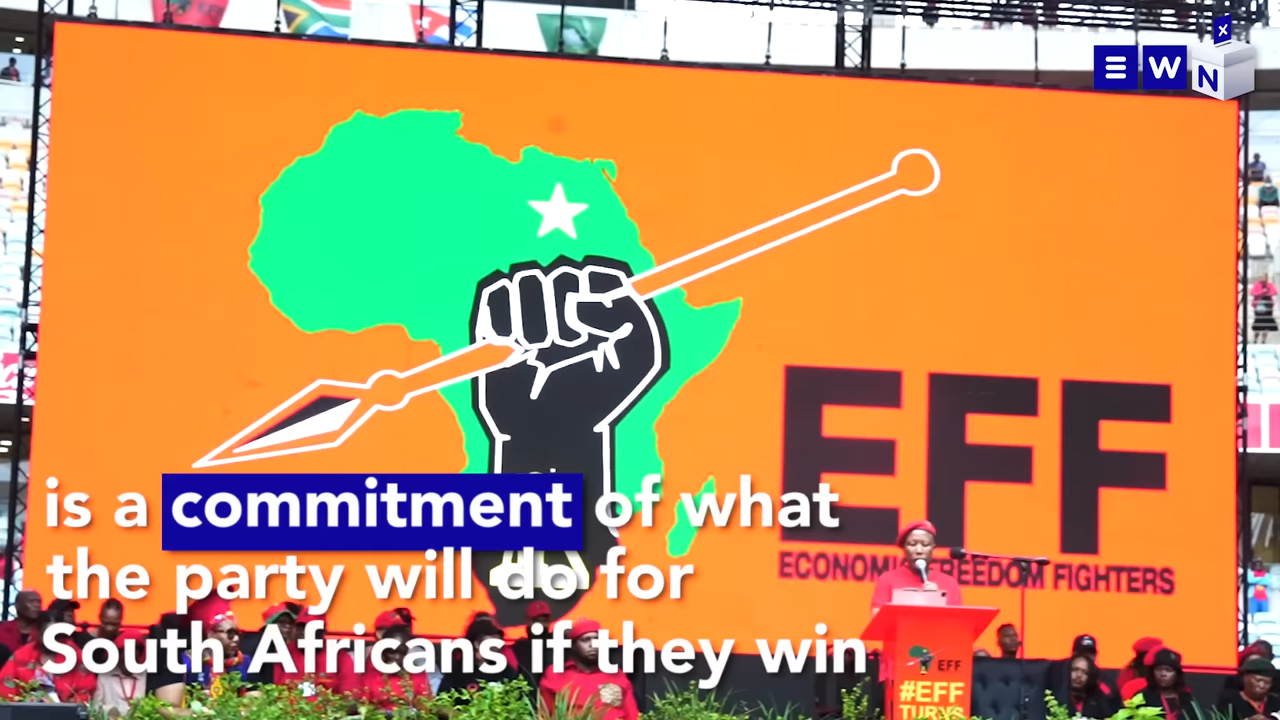 EWN
x
EFF
ECONOMIC FREEDOM FIGHTERS
is a commitment of what
the party will do for
South Africans if they win
EFF
#EFF